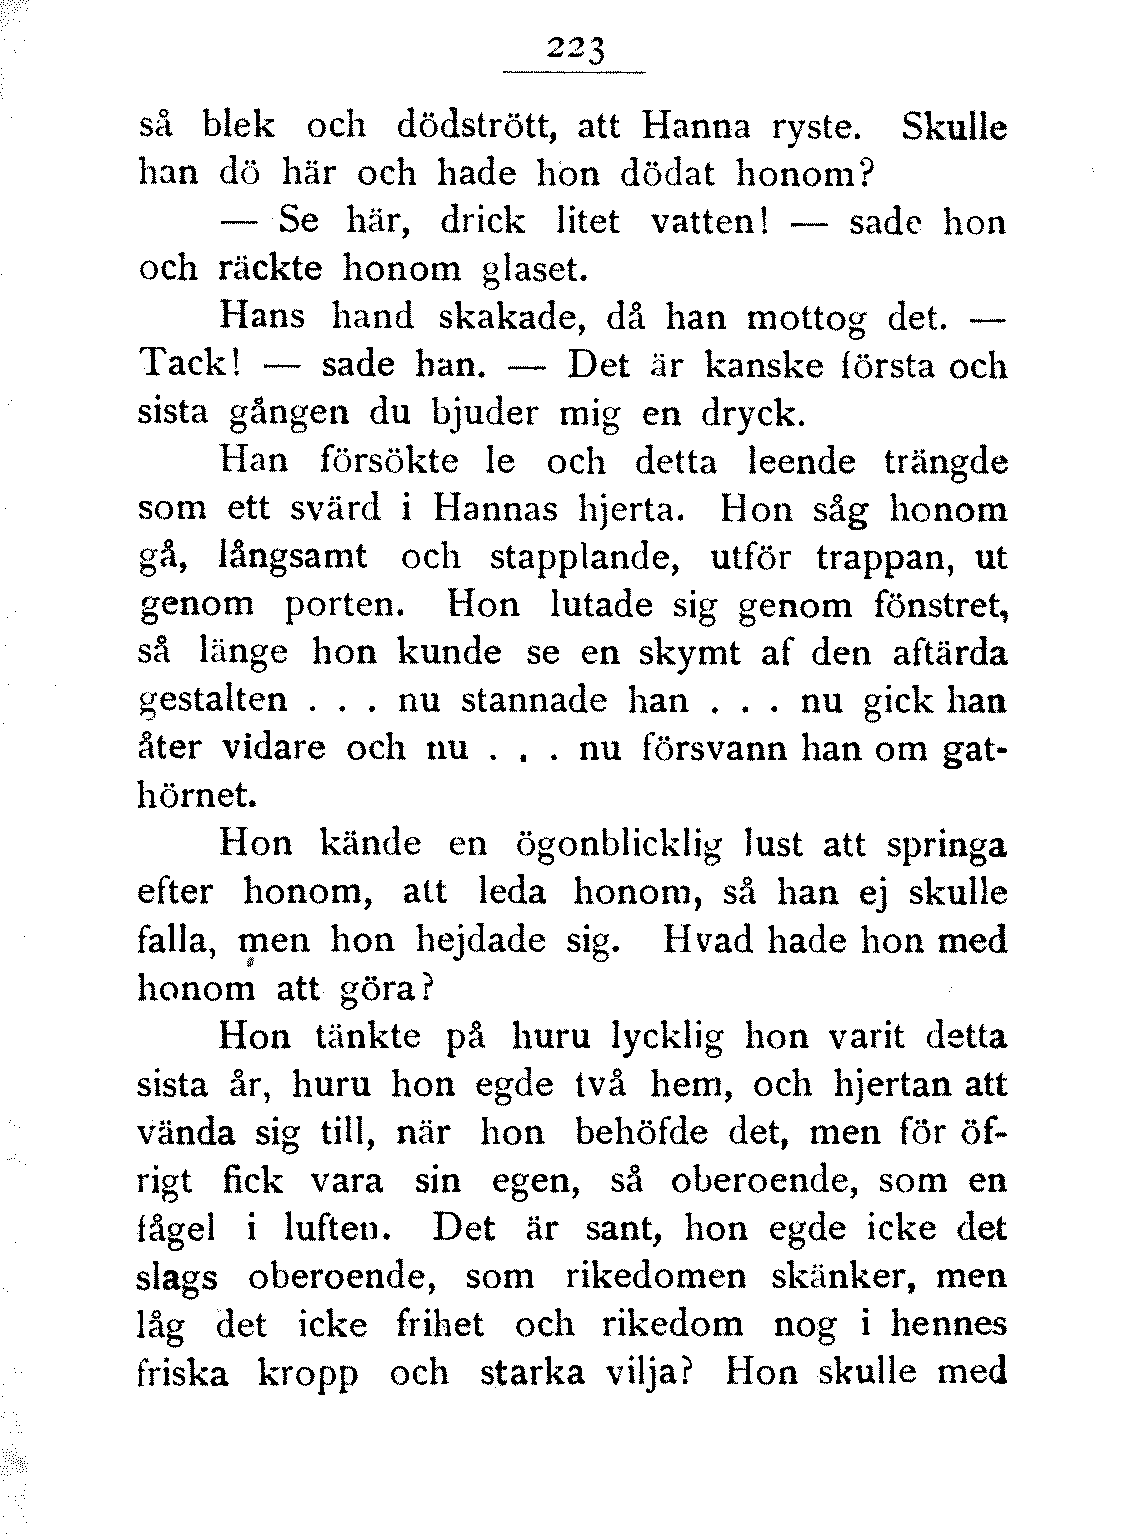 223
så blek och dödstrött, att Hanna ryste. Skulle
han dö här och hade hon dödat honom?
— Se här, drick litet vatten! — sade hon
och räckte honom glaset.
Hans hand skakade, då han mottog det. —
Tack! — sade han. — Det är kanske första och
sista gången du bjuder mig en dryck.
Han försökte le och detta leende trängde
som ett svärd i Hannas hjerta. Hon såg honom
gå, långsamt och stapplande, utför trappan, ut
genom porten. Hon lutade sig genom fönstret,
så länge hon kunde se en skymt af den aftärda
gestalten . . . nu stannade han . . . nu gick han
åter vidare och nu . . . nu försvann han om gat-
hörnet.
Hon kände en ögonblicklig lust att springa
efter honom, att leda honom, så han ej skulle
falla, men hon hejdade sig. Hvad hade hon med
honom att göra?
Hon tänkte på huru lycklig hon varit detta
sista år, huru hon egde två hem, och hjertan att
vända sig till, när hon behöfde det, men för öf-
rigt fick vara sin egen, så oberoende, som en
fågel i luften. Det är sant, hon egde icke det
slags oberoende, som rikedomen skänker, men
låg det icke frihet och rikedom nog i hennes
friska kropp och starka vilja? Hon skulle med